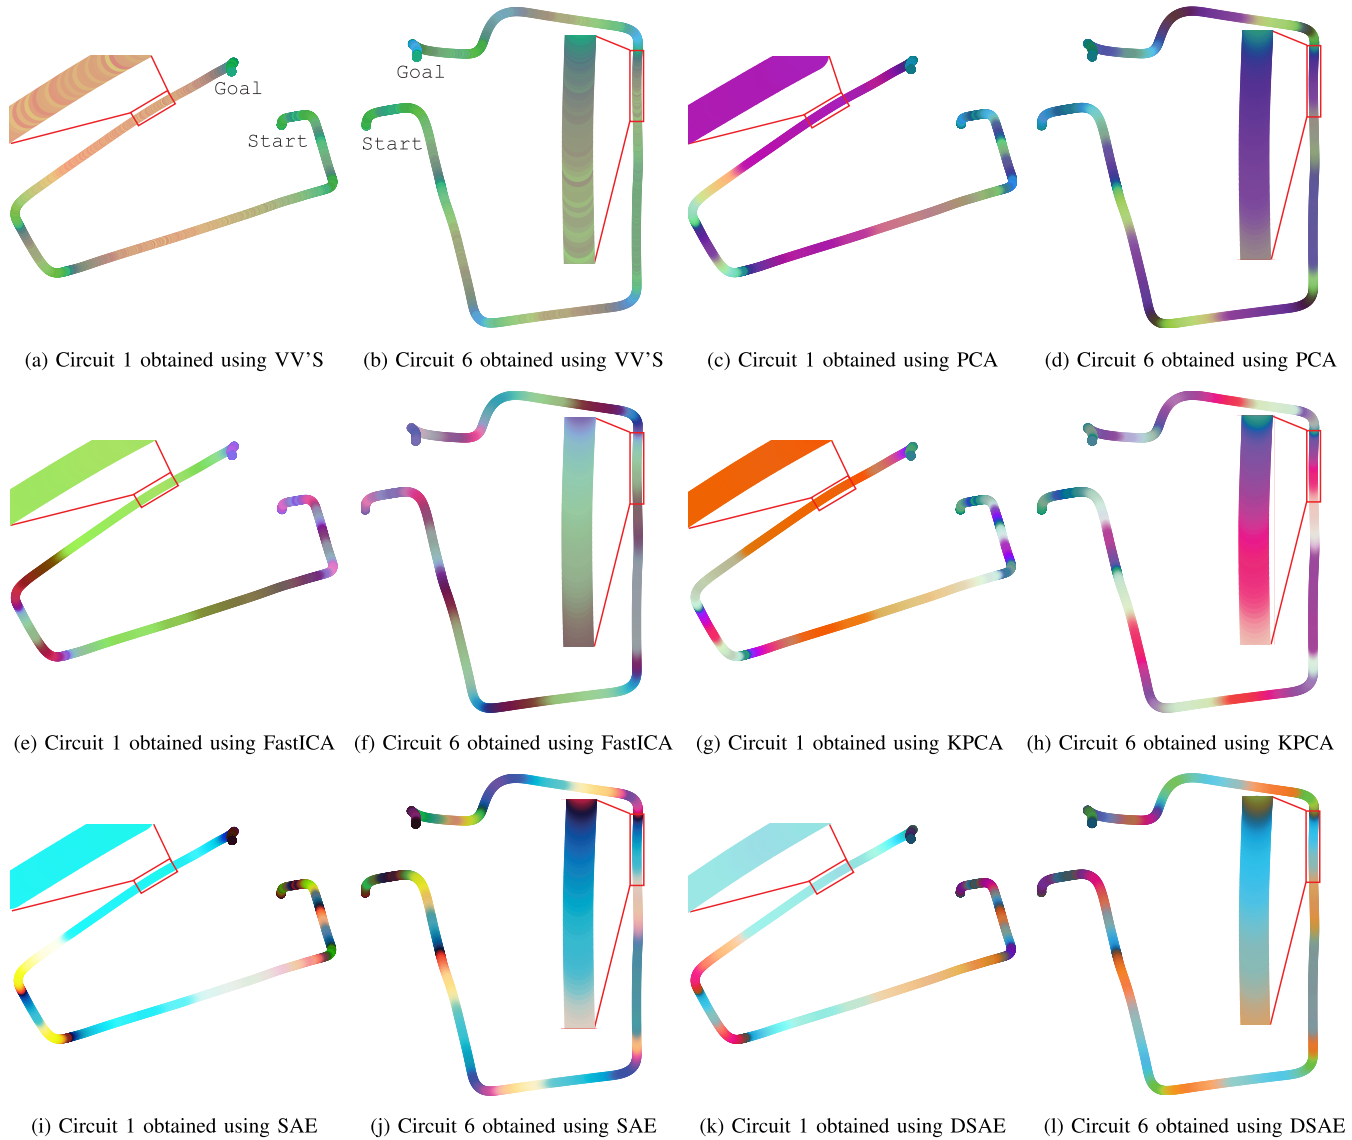 Goal
Start
Goal
Start
(a) Circuit 1 obtained using VV'S
(b) Circuit 6 obtained using VV'S
(c) Circuit 1 obtained using PCA
(d) Circuit 6 obtained using PCA
(e) Circuit 1 obtained using FastICA
(f) Circuit 6 obtained using FastICA
(g) Circuit 1 obtained using KPCA
(h) Circuit 6 obtained using KPCA
(i) Circuit 1 obtained using SAE
(j) Circuit 6 obtained using SAE
(k) Circuit 1 obtained using DSAE
(l) Circuit 6 obtained using DSAE